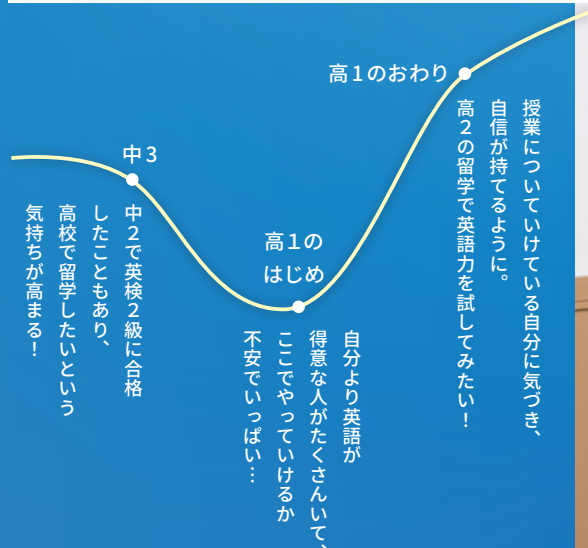 中3
中2で英検2級に合格
したこともあり、
高校で留学したいという
気持ちが高まる！
高1の
はじめ
自分より英語が
得意な人がたくさんいて、
ここでやっていけるか
不安でいっぱい…
高1のおわり
授業についていけている自分に気づき、
自信が持てるように。
高2の留学で英語力を試してみたい！